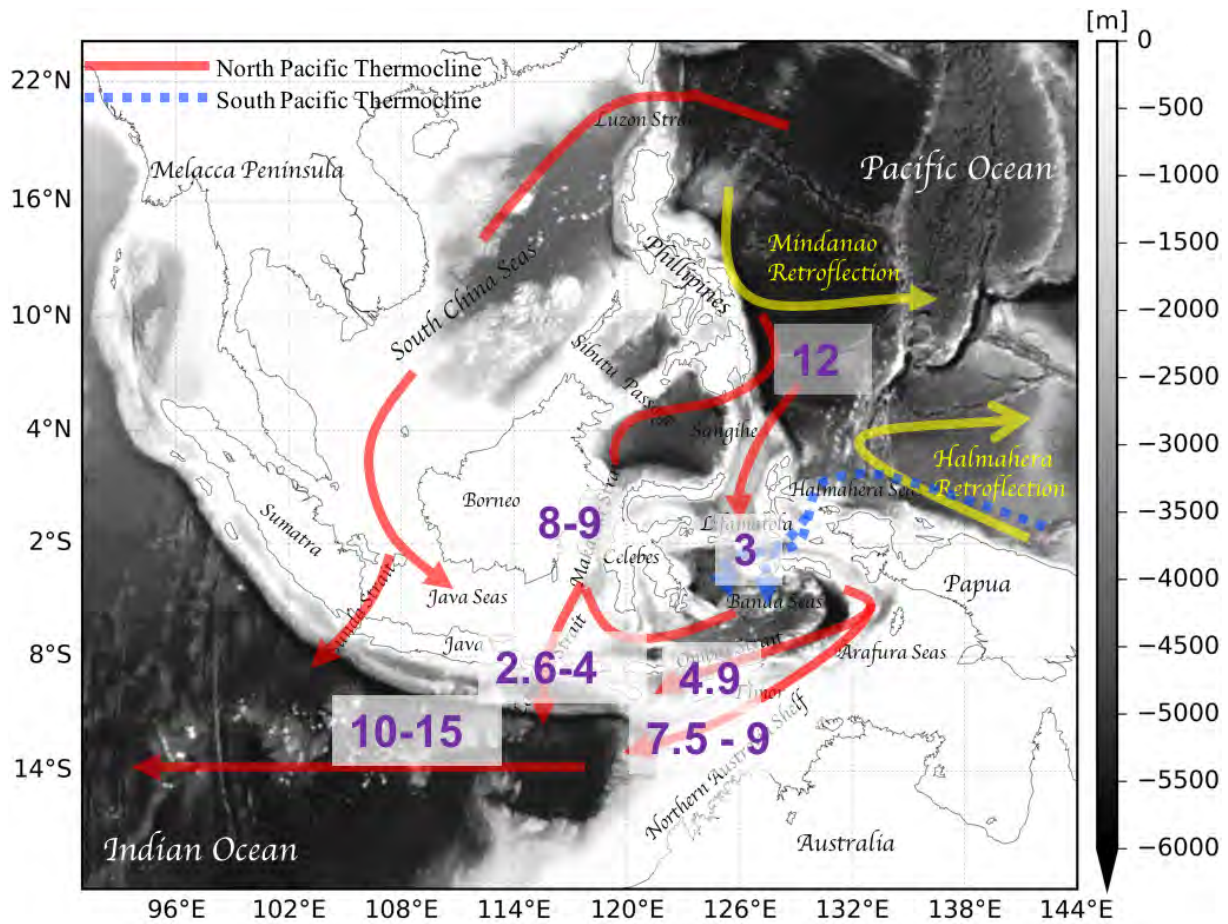 [m]
North Pacific Thermocline
South Pacific Thermocline
22°N
16°N
10°N
4°N
2°S
8°S
14°S
Luzon Strait
Melacca Peninsula
Pacific Ocean
Mindanao
Retroflection
Phillipines
South China Seas
Sibutu Passage
12
Sangihe
Halmahera
Retroflection
Halmahera Sea
Borneo
8-9
3
Celebes
Sumatra
Java Seas
Banda Seas
Papua
Sunda Strait
Java
Strait
2.6-4
4.9
Timor
Arafura Seas
10-15
7.5 - 9
Northern Australian Shelf
Indian Ocean
Australia
96°E
102°E
108°E
114°E
120°E
126°E
132°E
138°E
144°E
0
−500
−1000
−1500
−2000
−2500
−3000
−3500
−4000
−4500
−5000
−5500
−6000